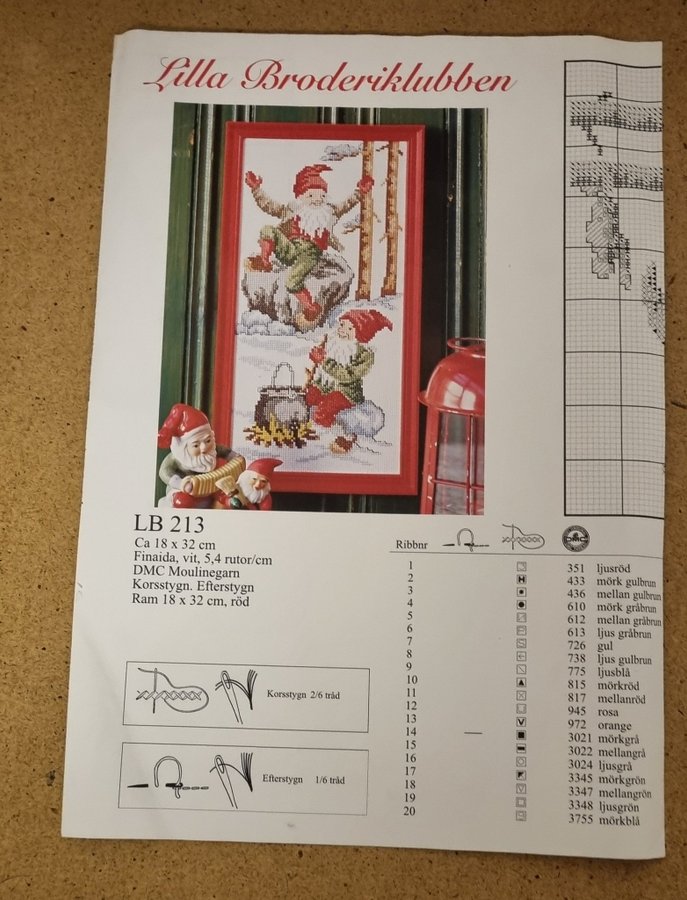 Lilla Broderiklubben
LB 213
Ca 18 x 32 cm
Finaida, vit, 5,4 rutor/cm
DMC Moulinegarn
Korsstygn. Efterstygn
Ram 18 x 32 cm, röd
Korsstygn 2/6 tråd
Efterstygn 1/6 tråd
Ribbnr DMC
1 351 ljusröd
2 433 mörk gulbrun
3 436 mellan gulbrun
4 610 mörk gråbrun
5 612 mellan gråbrun
6 613 ljus gråbrun
7 726 gul
8 738 ljus gulbrun
9 775 ljusblå
10 815 mörkröd
11 817 mellanröd
12 945 rosa
13 972 orange
14 3021 mörkgrå
15 3022 mellangrå
16 3024 ljusgrå
17 3345 mörkgrön
18 3347 mellangrön
19 3348 ljusgrön
20 3755 mörkblå